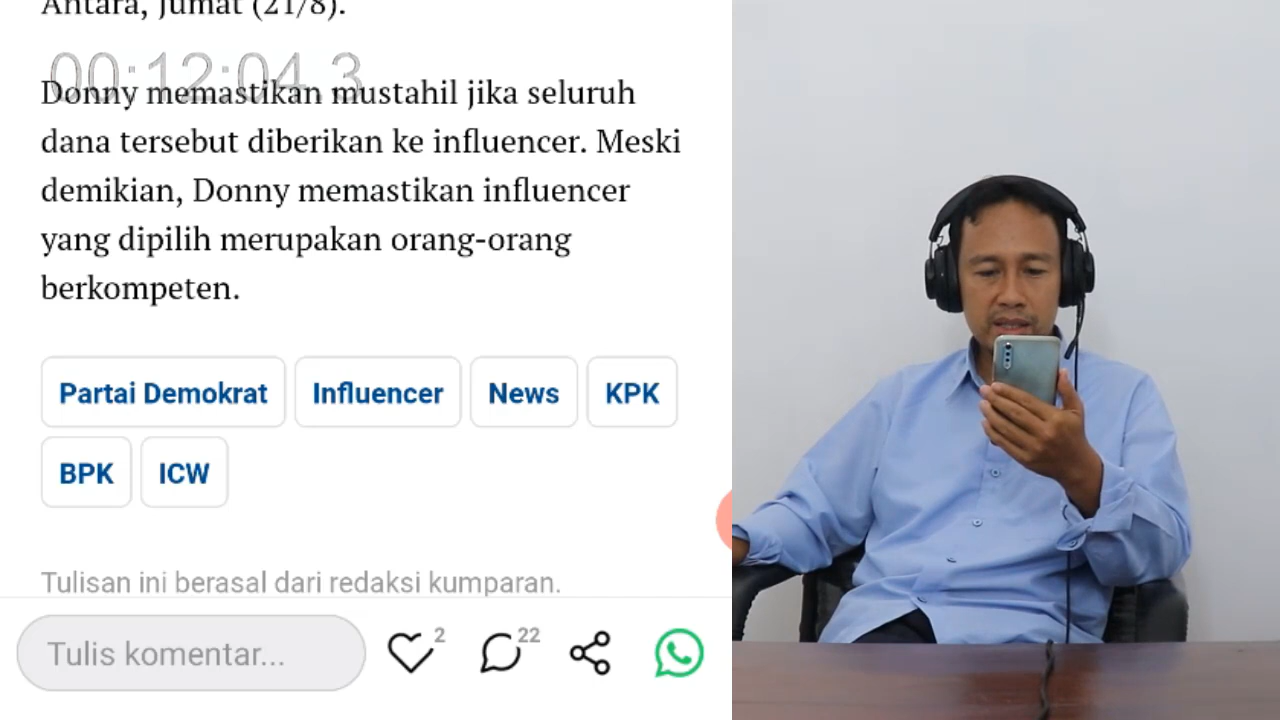 Antara, Jumat (21/8).
00:12:04.3
Donny memastikan mustahil jika seluruh
dana tersebut diberikan ke influencer. Meski
demikian, Donny memastikan influencer
yang dipilih merupakan orang-orang
berkompeten.
Partai Demokrat Influencer News KPK
BPK ICW
Tulisan ini berasal dari redaksi kumparan.
Tulis komentar... 2 22